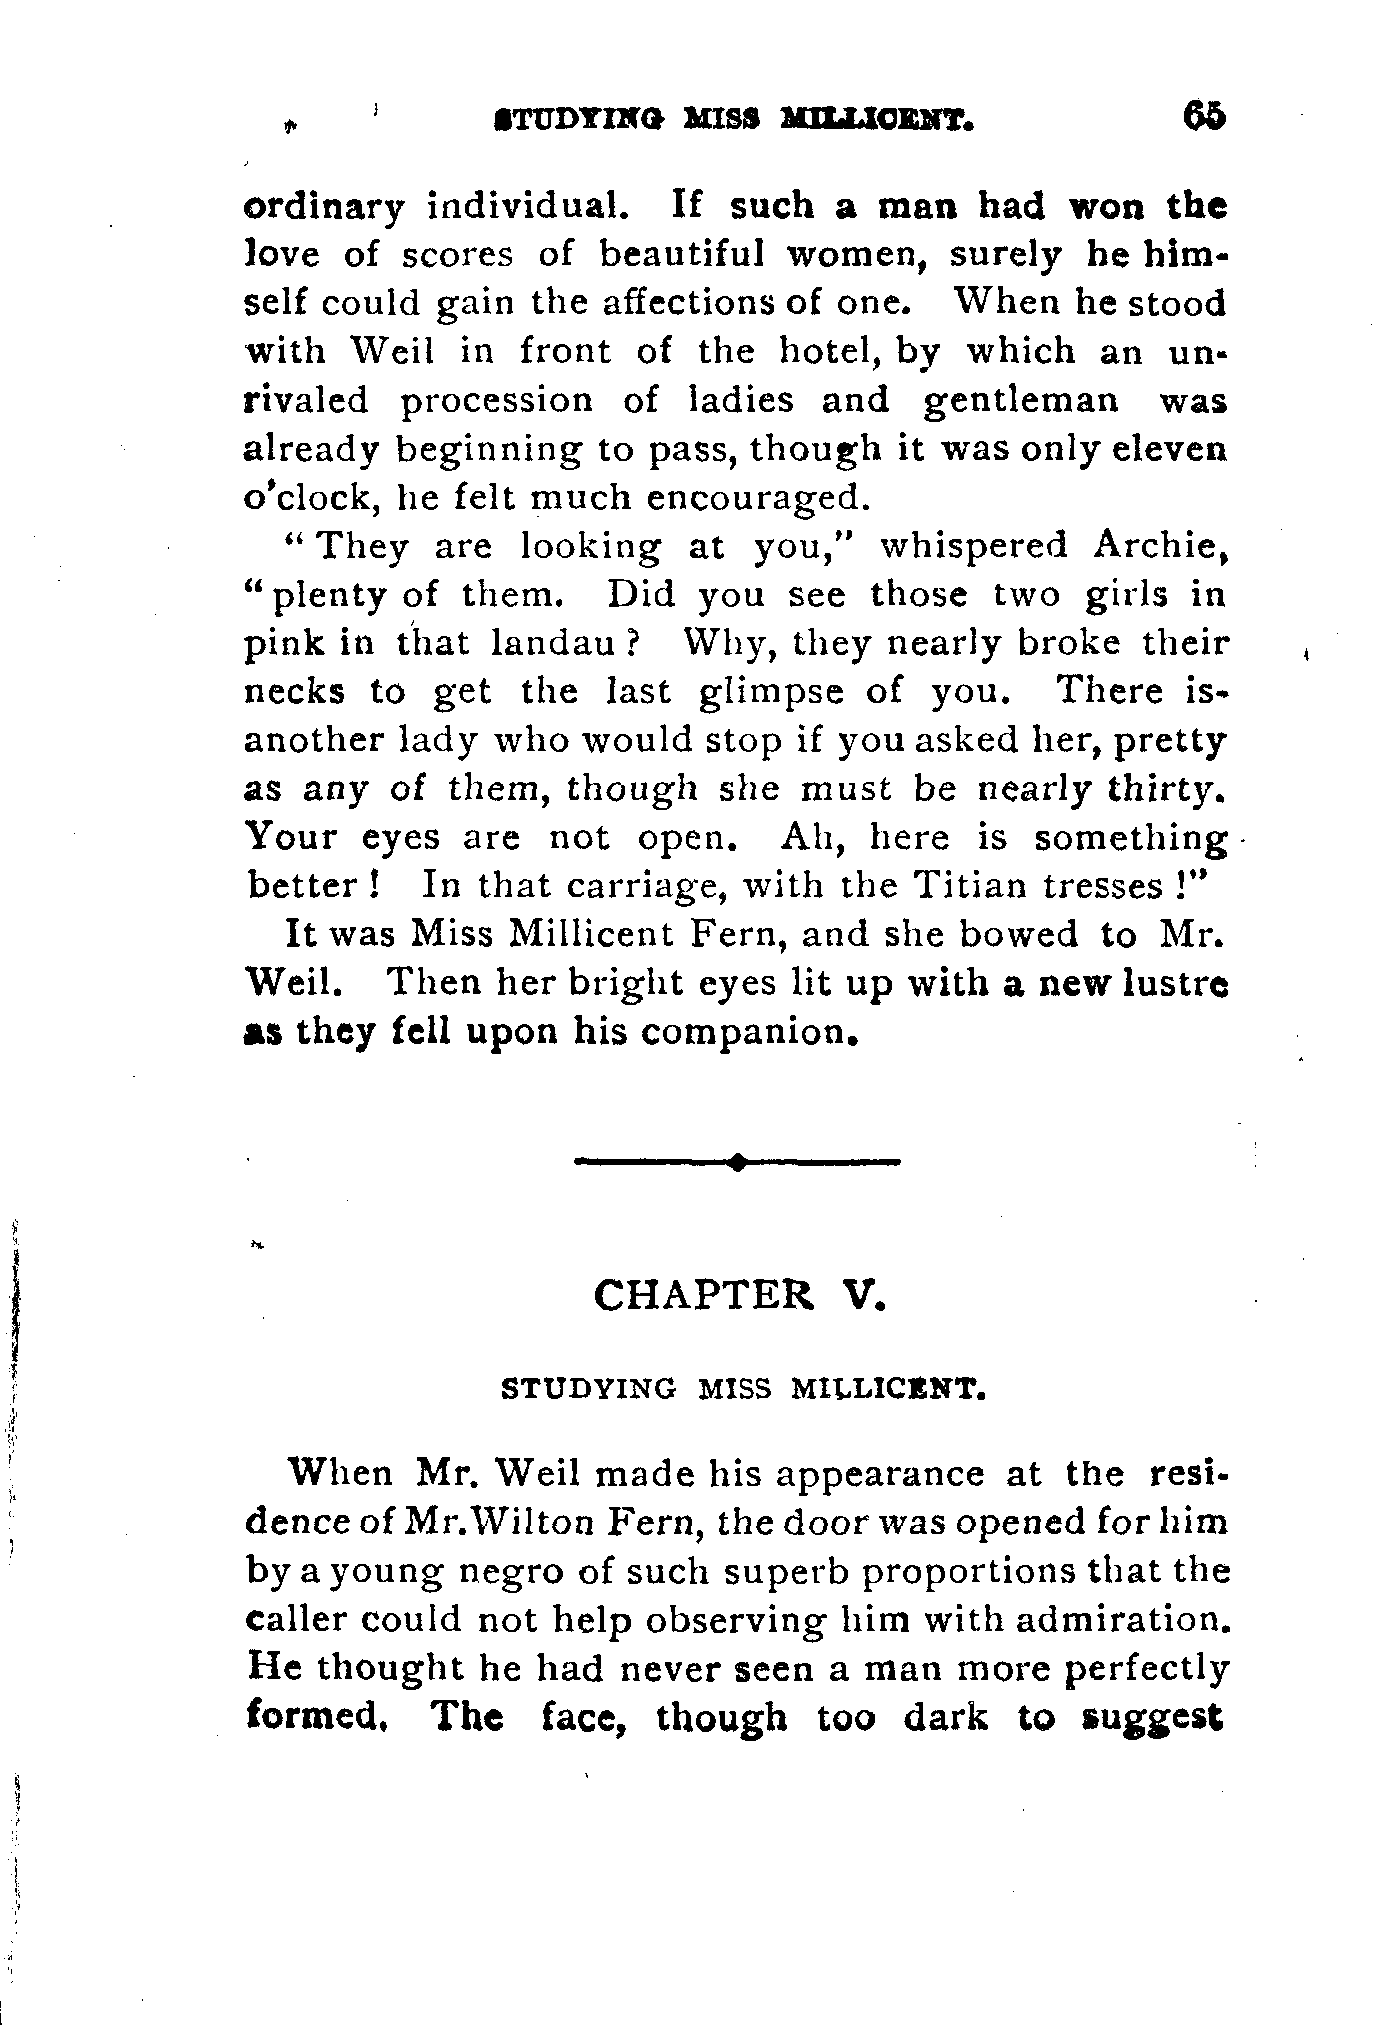 STUDYING MISS MILLICENT. 65
ordinary individual. If such a man had won the
love of scores of beautiful women, surely he him-
self could gain the affections of one. When he stood
with Weil in front of the hotel, by which an un-
rivaled procession of ladies and gentleman was
already beginning to pass, though it was only eleven
o'clock, he felt much encouraged.
" They are looking at you," whispered Archie,
" plenty of them. Did you see those two girls in
pink in that landau ? Why, they nearly broke their
necks to get the last glimpse of you. There is-
another lady who would stop if you asked her, pretty
as any of them, though she must be nearly thirty.
Your eyes are not open. Ah, here is something
better ! In that carriage, with the Titian tresses !"
It was Miss Millicent Fern, and she bowed to Mr.
Weil. Then her bright eyes lit up with a new lustre
as they fell upon his companion.
CHAPTER V.
STUDYING MISS MILLICENT.
When Mr. Weil made his appearance at the resi-
dence of Mr.Wilton Fern, the door was opened for him
by a young negro of such superb proportions that the
caller could not help observing him with admiration.
He thought he had never seen a man more perfectly
formed. The face, though too dark to suggest